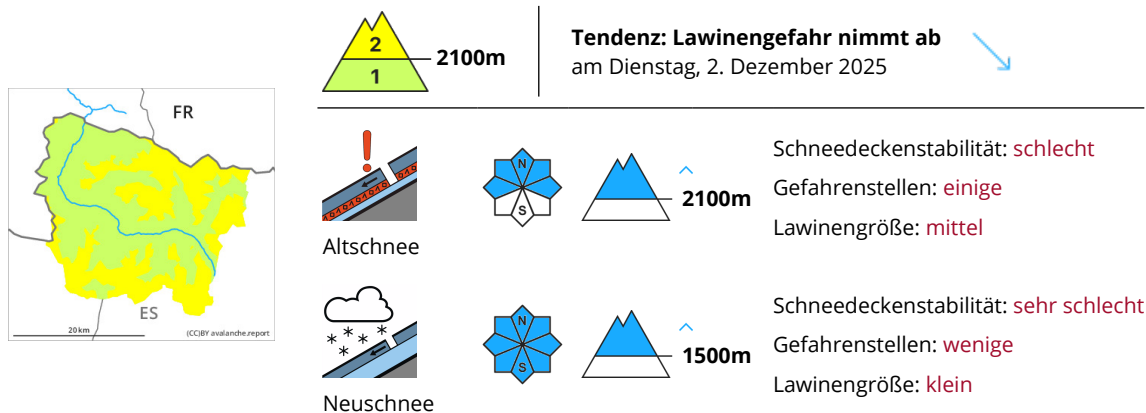 2
1
2100m
Tendenz: Lawinengefahr nimmt ab
am Dienstag, 2. Dezember 2025
FR
ES
20 km
(CC)BY avalanche.report
N
S
2100m
Altschnee
Schneedeckenstabilität: schlecht
Gefahrenstellen: einige
Lawinengröße: mittel
N
S
1500m
Neuschnee
Schneedeckenstabilität: sehr schlecht
Gefahrenstellen: wenige
Lawinengröße: klein